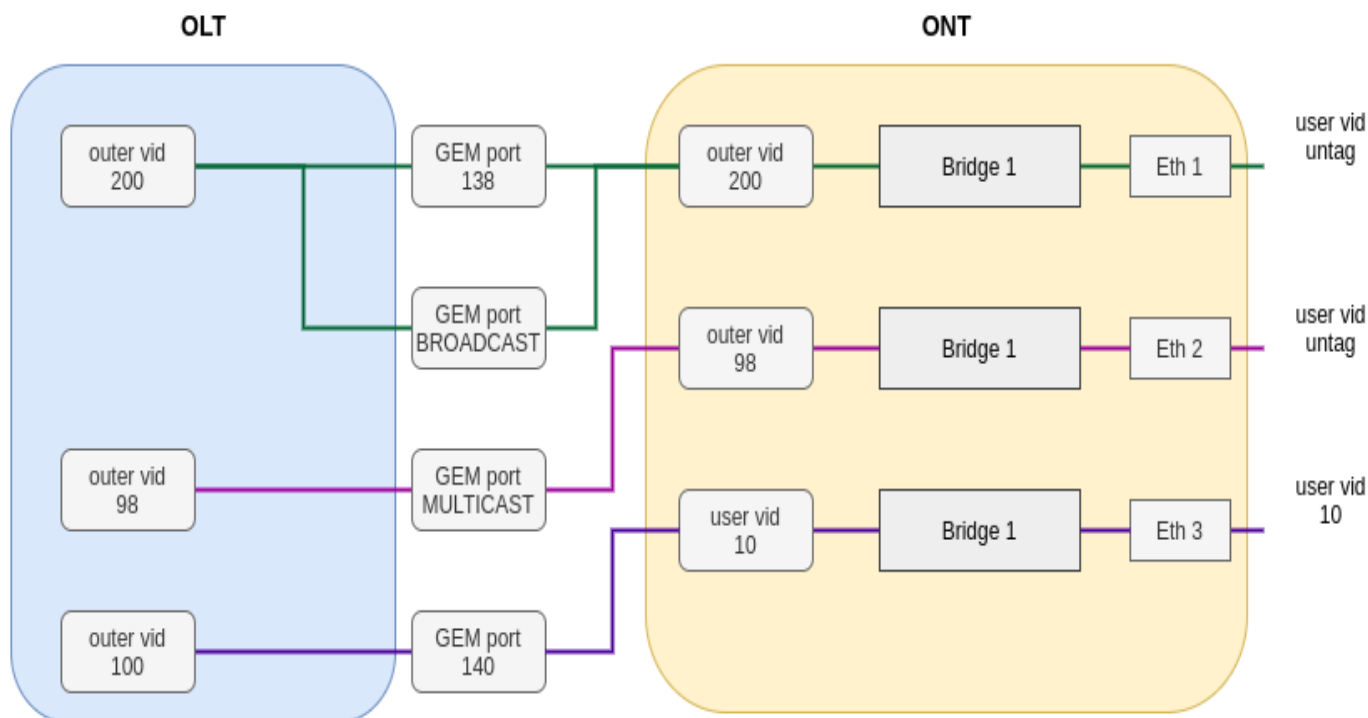 OLT
ONT
outer vid
200
GEM port
138
outer vid
200
Bridge 1
Eth 1
user vid
untag
GEM port
BROADCAST
outer vid
98
Bridge 1
Eth 2
user vid
untag
outer vid
98
GEM port
MULTICAST
user vid
10
Bridge 1
Eth 3
user vid
10
outer vid
100
GEM port
140